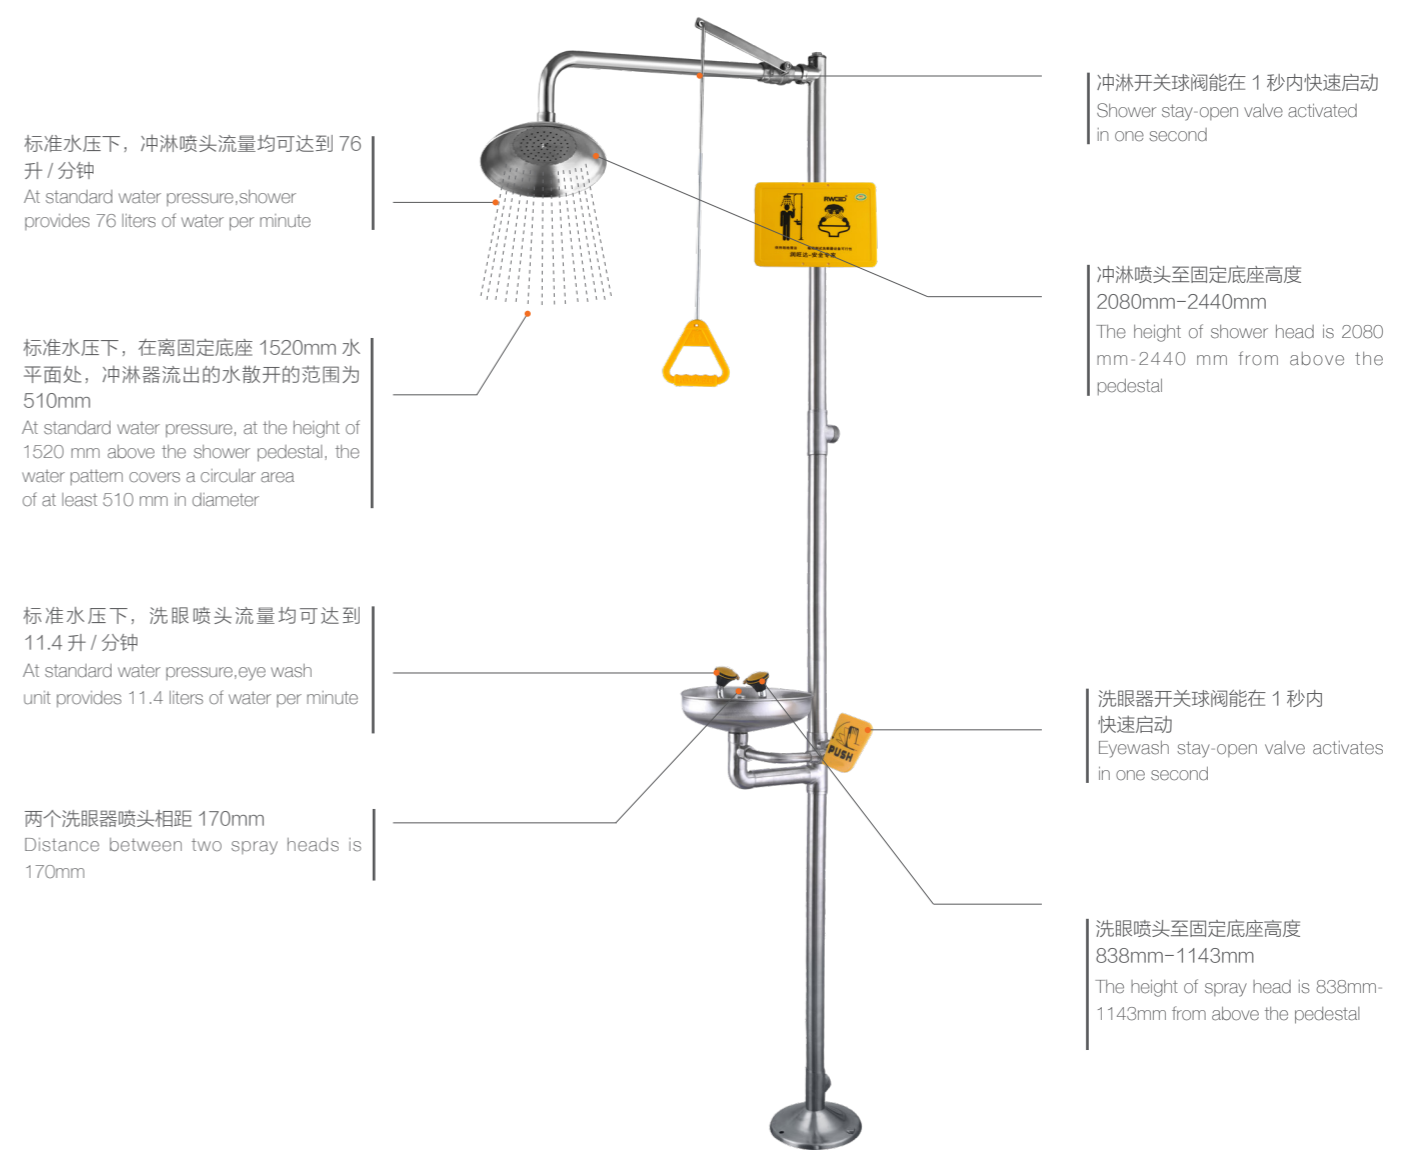 标准水压下，冲淋喷头流量均可达到 76
升 / 分钟
At standard water pressure,shower
provides 76 liters of water per minute
标准水压下，在离固定底座 1520mm 水
平面处，冲淋器流出的水散开的范围为
510mm
At standard water pressure, at the height of
1520 mm above the shower pedestal, the
water pattern covers a circular area
of at least 510 mm in diameter
标准水压下，洗眼喷头流量均可达到
11.4 升 / 分钟
At standard water pressure,eye wash
unit provides 11.4 liters of water per minute
两个洗眼器喷头相距 170mm
Distance between two spray heads is
170mm
PUSH
冲淋开关球阀能在 1 秒内快速启动
Shower stay-open valve activated
in one second
冲淋喷头至固定底座高度
2080mm-2440mm
The height of shower head is 2080
mm-2440 mm from above the
pedestal
洗眼器开关球阀能在 1 秒内
快速启动
Eyewash stay-open valve activates
in one second
洗眼喷头至固定底座高度
838mm-1143mm
The height of spray head is 838mm-
1143mm from above the pedestal